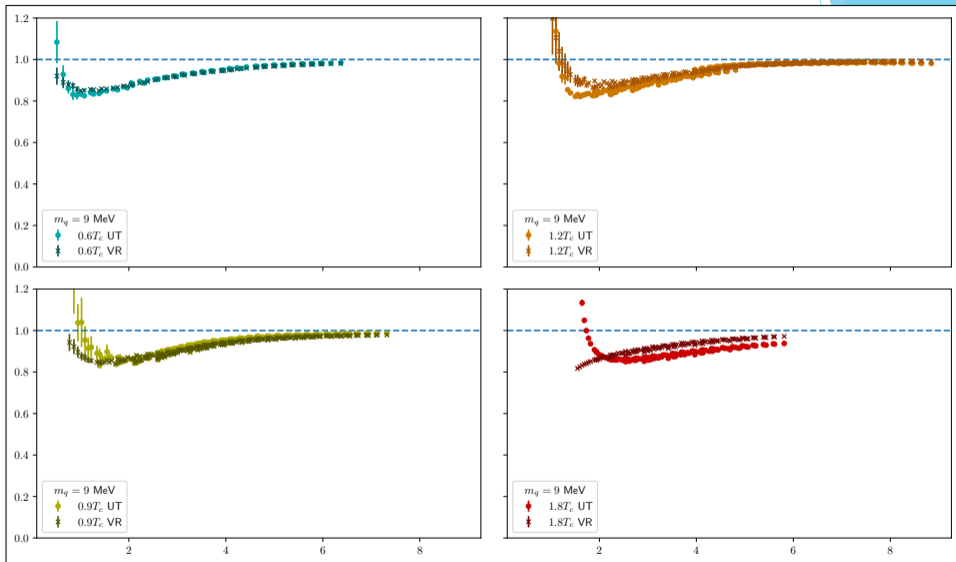 1.2
1.0
0.8
0.6
0.4
0.2
0.0
m_q = 9 MeV
0.6T_c UT
0.6T_c VR
m_q = 9 MeV
1.2T_c UT
1.2T_c VR
1.2
1.0
0.8
0.6
0.4
0.2
0.0
m_q = 9 MeV
0.9T_c UT
0.9T_c VR
2 4 6 8
m_q = 9 MeV
1.8T_c UT
1.8T_c VR
2 4 6 8